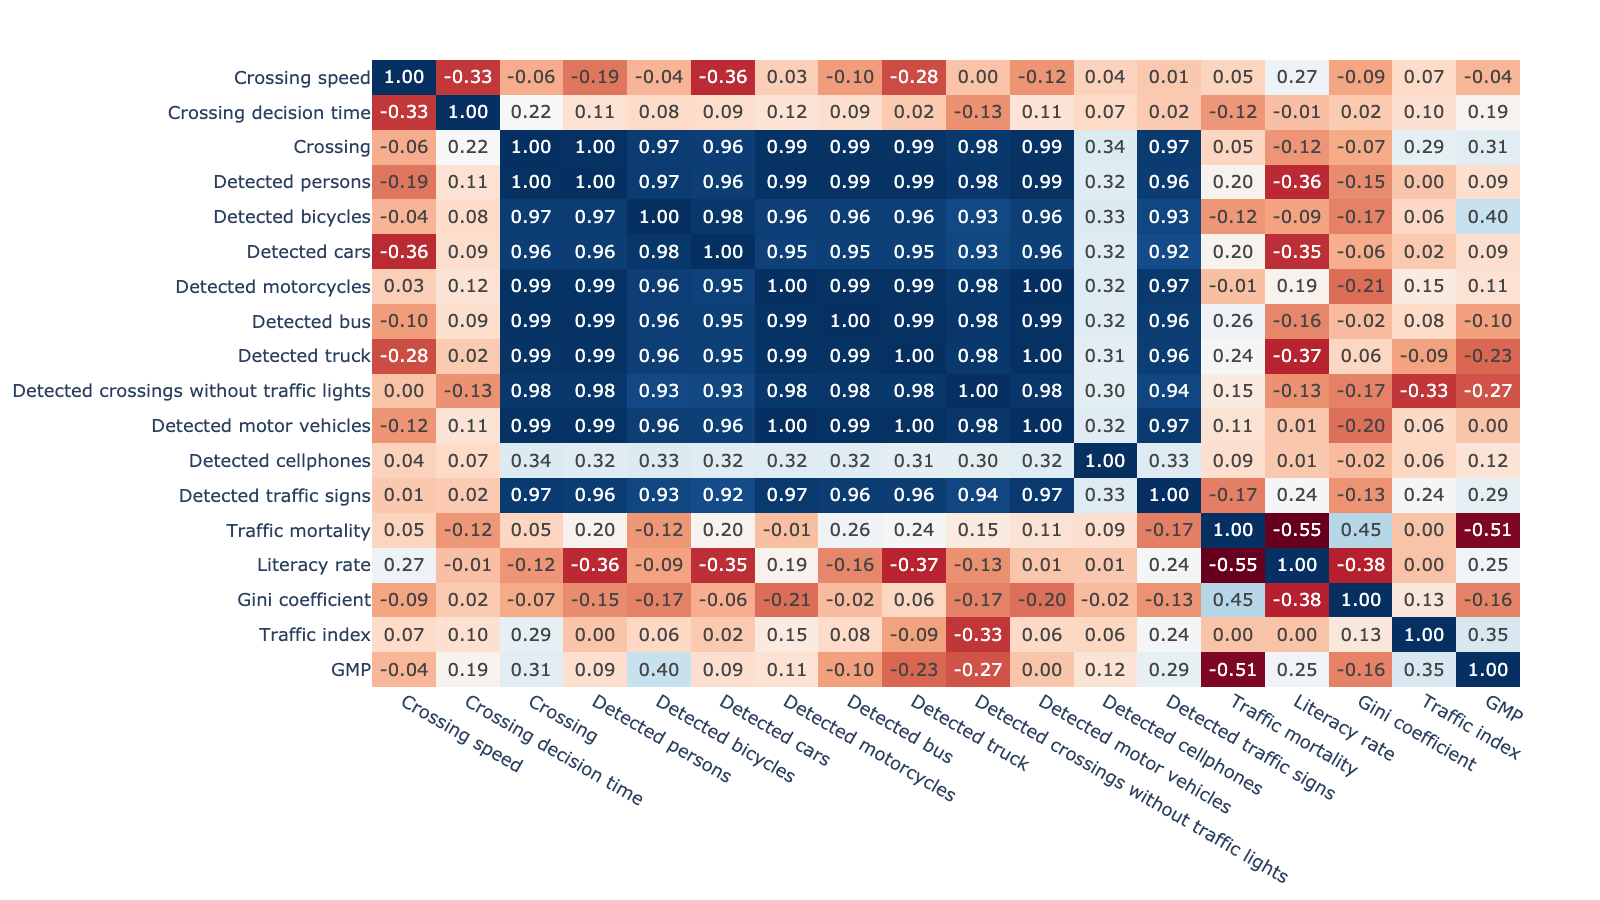 Crossing speed 1.00 -0.33 -0.06 -0.19 -0.04 -0.36 0.03 -0.10 -0.28 0.00 -0.12 0.04 0.01 0.05 0.27 -0.09 0.07 -0.04
Crossing decision time -0.33 1.00 0.22 0.11 0.08 0.09 0.12 0.09 0.02 -0.13 0.11 0.07 0.02 -0.12 -0.01 0.02 0.10 0.19
Crossing -0.06 0.22 1.00 1.00 0.97 0.96 0.99 0.99 0.99 0.98 0.99 0.34 0.97 0.05 -0.12 -0.07 0.29 0.31
Detected persons -0.19 0.11 1.00 1.00 0.97 0.96 0.99 0.99 0.99 0.98 0.99 0.32 0.96 0.20 -0.36 -0.15 0.00 0.09
Detected bicycles -0.04 0.08 0.97 0.97 1.00 0.98 0.96 0.96 0.96 0.93 0.96 0.33 0.93 -0.12 -0.09 -0.17 0.06 0.40
Detected cars -0.36 0.09 0.96 0.96 0.98 1.00 0.95 0.95 0.95 0.93 0.96 0.32 0.92 0.20 -0.35 -0.06 0.02 0.09
Detected motorcycles 0.03 0.12 0.99 0.99 0.96 0.95 1.00 0.99 0.99 0.98 1.00 0.32 0.97 -0.01 0.19 -0.21 0.15 0.11
Detected bus -0.10 0.09 0.99 0.99 0.96 0.95 0.99 1.00 0.99 0.98 0.99 0.32 0.96 0.26 -0.16 -0.02 0.08 -0.10
Detected truck -0.28 0.02 0.99 0.99 0.96 0.95 0.99 0.99 1.00 0.98 1.00 0.31 0.96 0.24 -0.37 0.06 -0.09 -0.23
Detected crossings without traffic lights 0.00 -0.13 0.98 0.98 0.93 0.93 0.98 0.98 0.98 1.00 0.98 0.30 0.94 0.15 -0.13 -0.17 -0.33 -0.27
Detected motor vehicles -0.12 0.11 0.99 0.99 0.96 0.96 1.00 0.99 1.00 0.98 1.00 0.32 0.97 0.11 0.01 -0.20 0.06 0.00
Detected cellphones 0.04 0.07 0.34 0.32 0.33 0.32 0.32 0.32 0.31 0.30 0.32 1.00 0.33 0.09 0.01 -0.02 0.06 0.12
Detected traffic signs 0.01 0.02 0.97 0.96 0.93 0.92 0.97 0.96 0.96 0.94 0.97 0.33 1.00 -0.17 0.24 -0.13 0.24 0.29
Traffic mortality 0.05 -0.12 0.05 0.20 -0.12 0.20 -0.01 0.26 0.24 0.15 0.11 0.09 -0.17 1.00 -0.55 0.45 0.00 -0.51
Literacy rate 0.27 -0.01 -0.12 -0.36 -0.09 -0.35 0.19 -0.16 -0.37 -0.13 0.01 0.01 0.24 -0.55 1.00 -0.38 0.00 0.25
Gini coefficient -0.09 0.02 -0.07 -0.15 -0.17 -0.06 -0.21 -0.02 0.06 -0.17 -0.20 -0.02 -0.13 0.45 -0.38 1.00 0.13 -0.16
Traffic index 0.07 0.10 0.29 0.00 0.06 0.02 0.15 0.08 -0.09 -0.33 0.06 0.06 0.24 0.00 0.00 0.13 1.00 0.35
GMP -0.04 0.19 0.31 0.09 0.40 0.09 0.11 -0.10 -0.23 -0.27 0.00 0.12 0.29 -0.51 0.25 -0.16 0.35 1.00
Crossing speed
Crossing decision time
Crossing
Detected persons
Detected bicycles
Detected cars
Detected motorcycles
Detected bus
Detected truck
Detected crossings without traffic lights
Detected motor vehicles
Detected cellphones
Detected traffic signs
Traffic mortality
Literacy rate
Gini coefficient
Traffic index
GMP